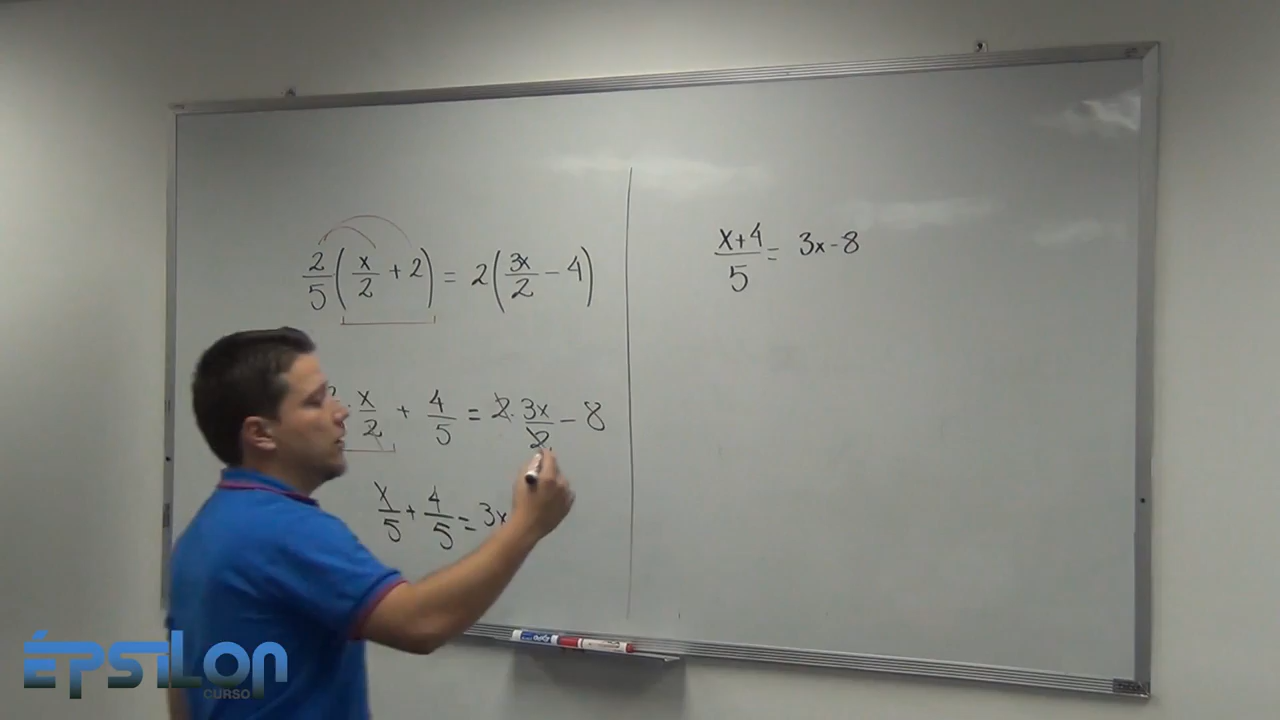 2/5 ( x/2 + 2 ) = 2 ( 3x/2 - 4 )
· x/2 + 4/5 = 2 · 3x/2 - 8
x/5 + 4/5 = 3x
(x+4)/5 = 3x - 8
ÉPSILON
CURSO